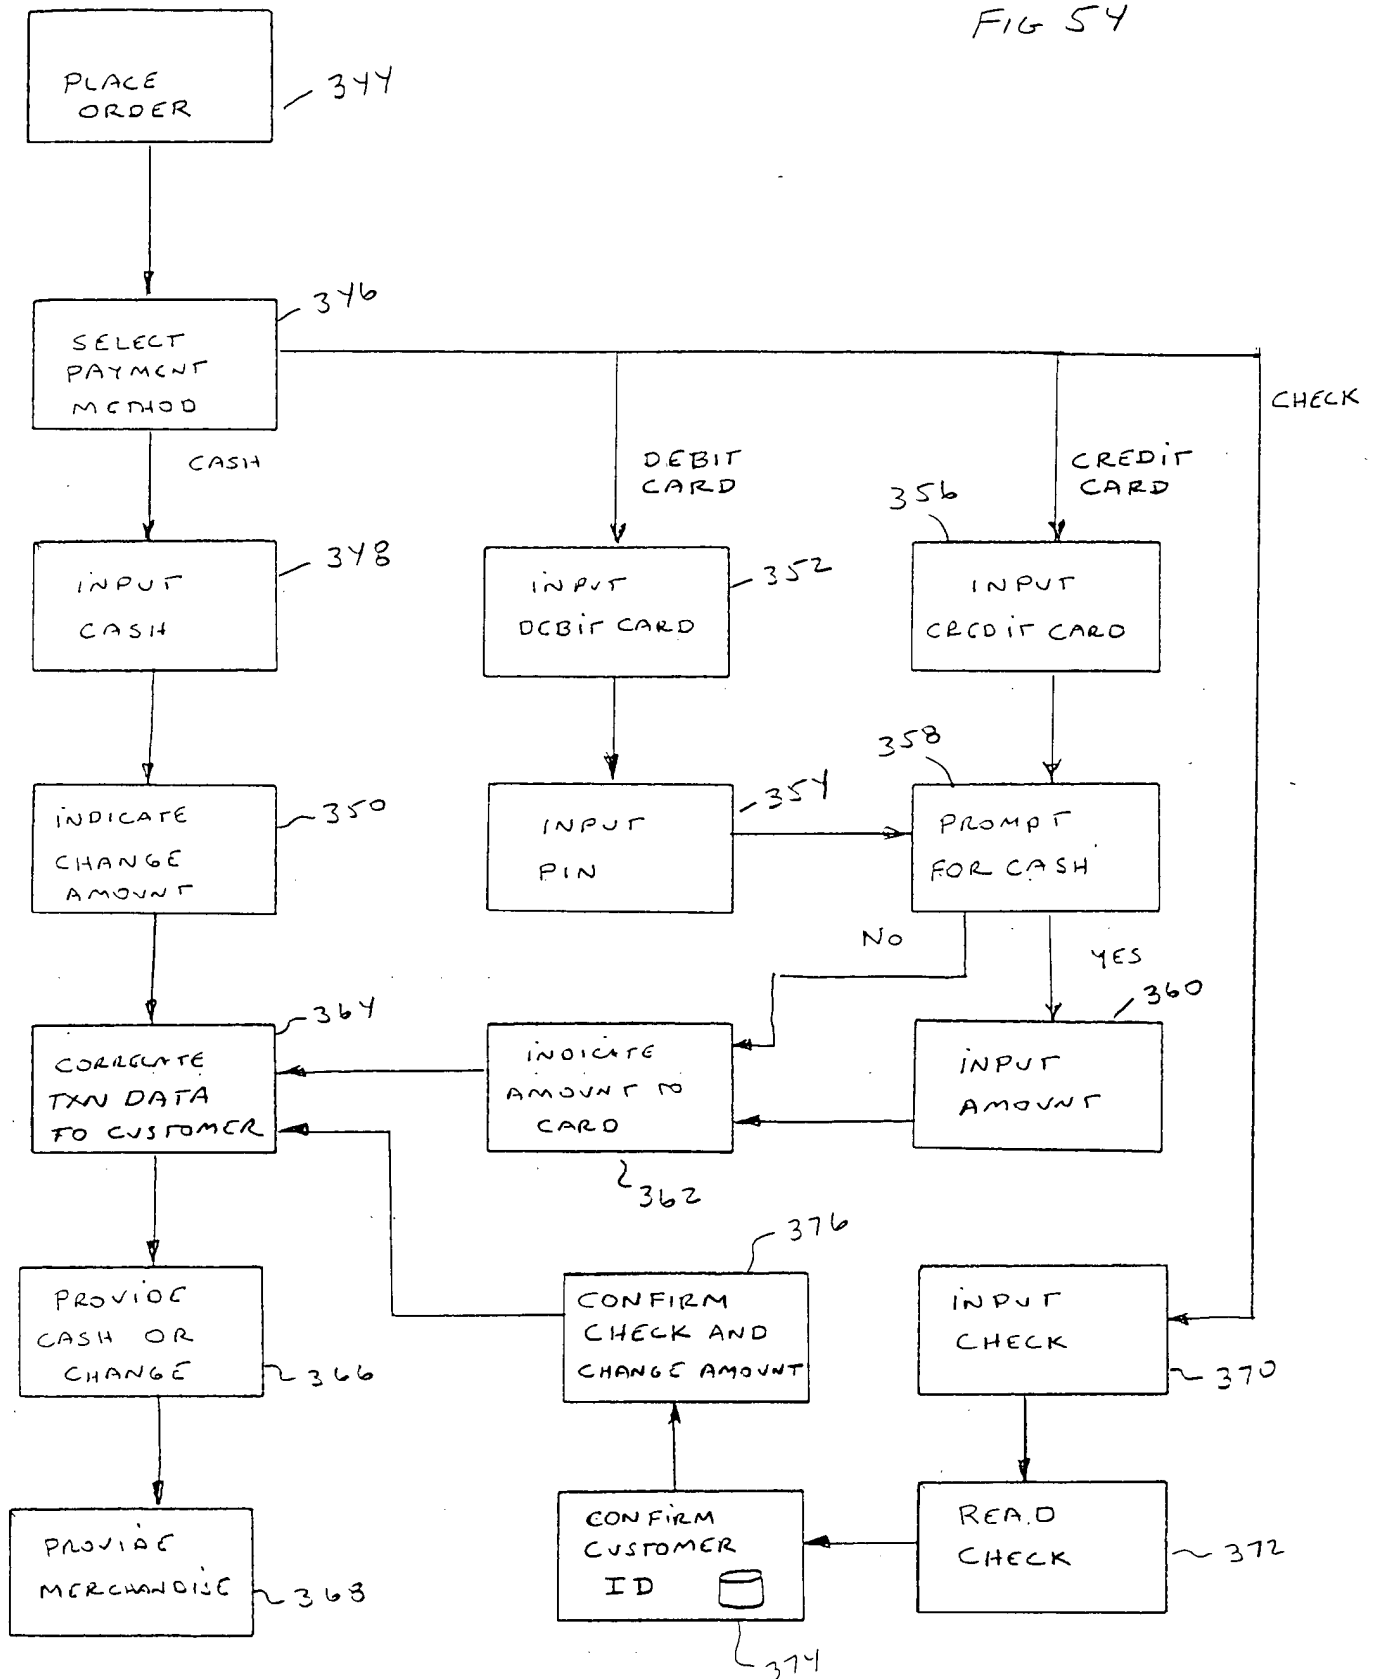 FIG 54
PLACE
ORDER
344
346
SELECT
PAYMENT
METHOD
CHECK
CASH
DEBIT
CARD
CREDIT
CARD
356
348
INPUT
CASH
352
INPUT
DEBIT CARD
INPUT
CREDIT CARD
358
350
INDICATE
CHANGE
AMOUNT
354
INPUT
PIN
PROMPT
FOR CASH
NO
YES
364
360
CORRELATE
TXN DATA
TO CUSTOMER
INDICATE
AMOUNT TO
CARD
INPUT
AMOUNT
362
376
PROVIDE
CASH OR
CHANGE
366
CONFIRM
CHECK AND
CHANGE AMOUNT
INPUT
CHECK
370
PROVIDE
MERCHANDISE
368
CONFIRM
CUSTOMER
ID
READ
CHECK
372
374